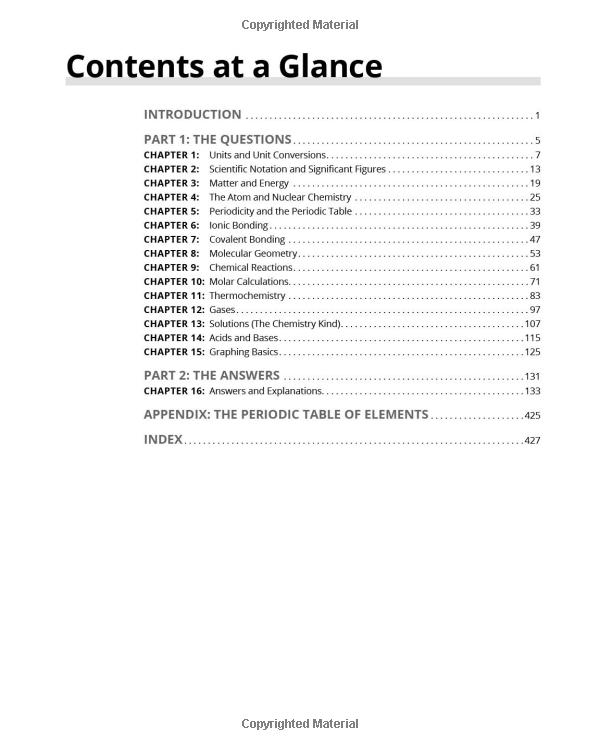 Copyrighted Material
Contents at a Glance
INTRODUCTION ..................................................1
PART 1: THE QUESTIONS..........................................5
CHAPTER 1: Units and Unit Conversions..........................................7
CHAPTER 2: Scientific Notation and Significant Figures..............................13
CHAPTER 3: Matter and Energy..........................................19
CHAPTER 4: The Atom and Nuclear Chemistry..................................25
CHAPTER 5: Periodicity and the Periodic Table..................................33
CHAPTER 6: Ionic Bonding..........................................39
CHAPTER 7: Covalent Bonding..........................................47
CHAPTER 8: Molecular Geometry..........................................53
CHAPTER 9: Chemical Reactions..........................................61
CHAPTER 10: Molar Calculations..........................................71
CHAPTER 11: Thermochemistry..........................................83
CHAPTER 12: Gases..........................................97
CHAPTER 13: Solutions (The Chemistry Kind)..................................107
CHAPTER 14: Acids and Bases..........................................115
CHAPTER 15: Graphing Basics..........................................125
PART 2: THE ANSWERS..........................................131
CHAPTER 16: Answers and Explanations..................................133
APPENDIX: THE PERIODIC TABLE OF ELEMENTS....................425
INDEX..........................................427
Copyrighted Material